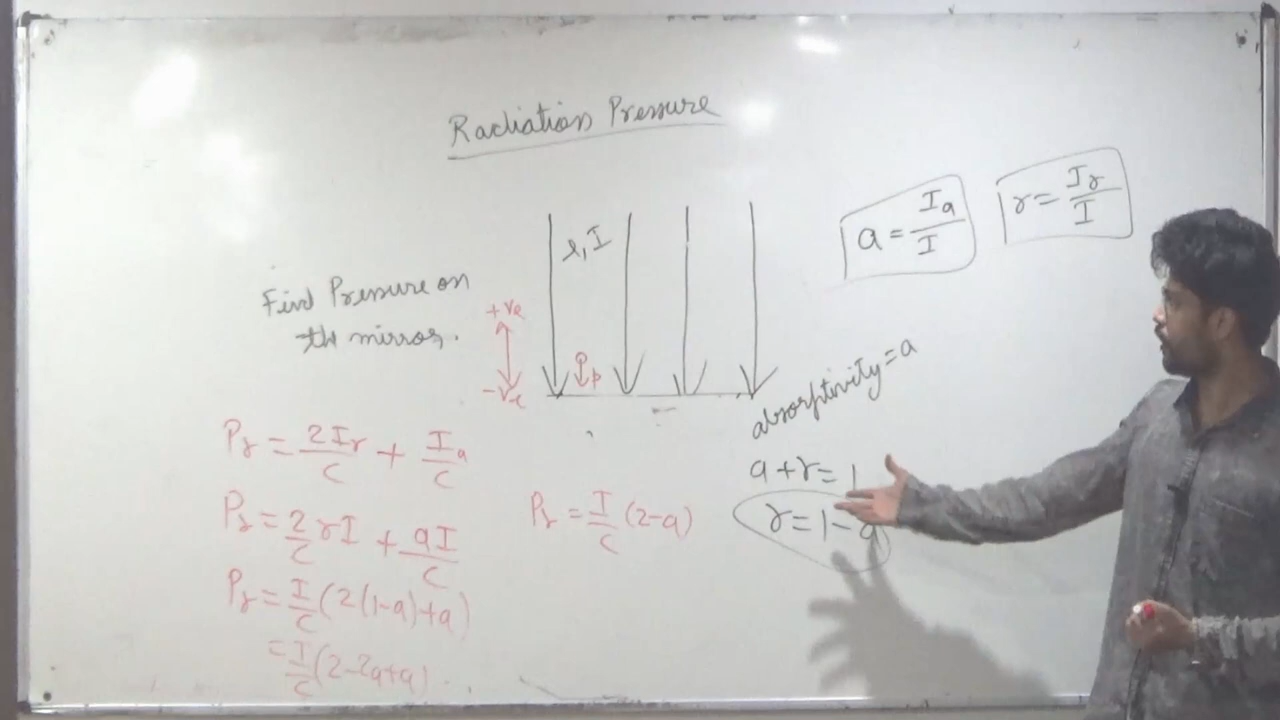 Radiation Pressure
a = Ia/I
r = Ir/I
λ, I
Find Pressure on
the mirror.
+ve
-ve
P
absorptivity = a
a + r = 1
r = 1 - a
Pr = 2Ir/C + Ia/C
Pr = 2/C rI + aI/C
Pr = I/C (2(1-a)+a)
= I/C (2-2a+a)
Pr = I/C (2-a)